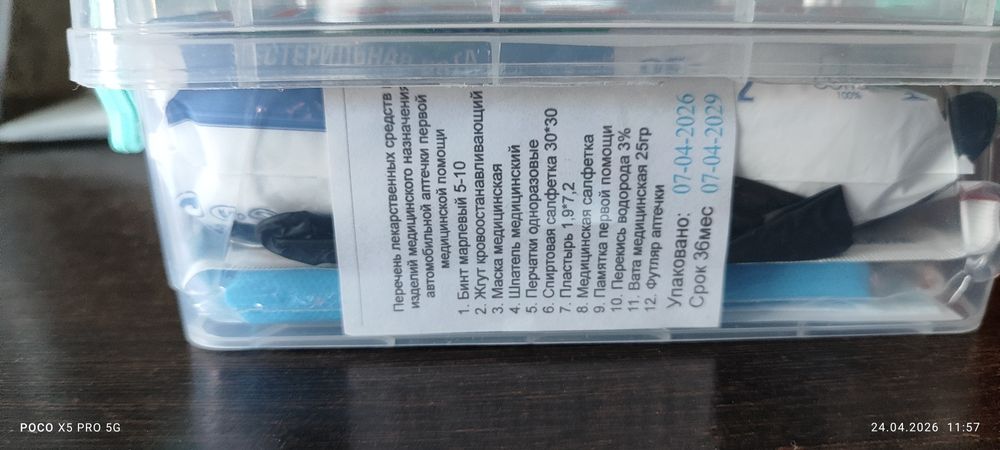 СТЕРИЛЬНАЯ
Перечень лекарственных средств
изделий медицинского назначения
автомобильной аптечки первой
медицинской помощи
1. Бинт марлевый 5-10
2. Жгут кровоостанавливающий
3. Маска медицинская
4. Шпатель медицинский
5. Перчатки одноразовые
6. Спиртовая салфетка 30*30
7. Пластырь 1,9*7,2
8. Медицинская салфетка
9. Памятка первой помощи
10. Перекись водорода 3%
11. Вата медицинская 25гр
12. Футляр аптечки
Упаковано: 07-04-2026
Срок 36мес 07-04-2029
100%
POCO X5 PRO 5G
24.04.2026 11:57